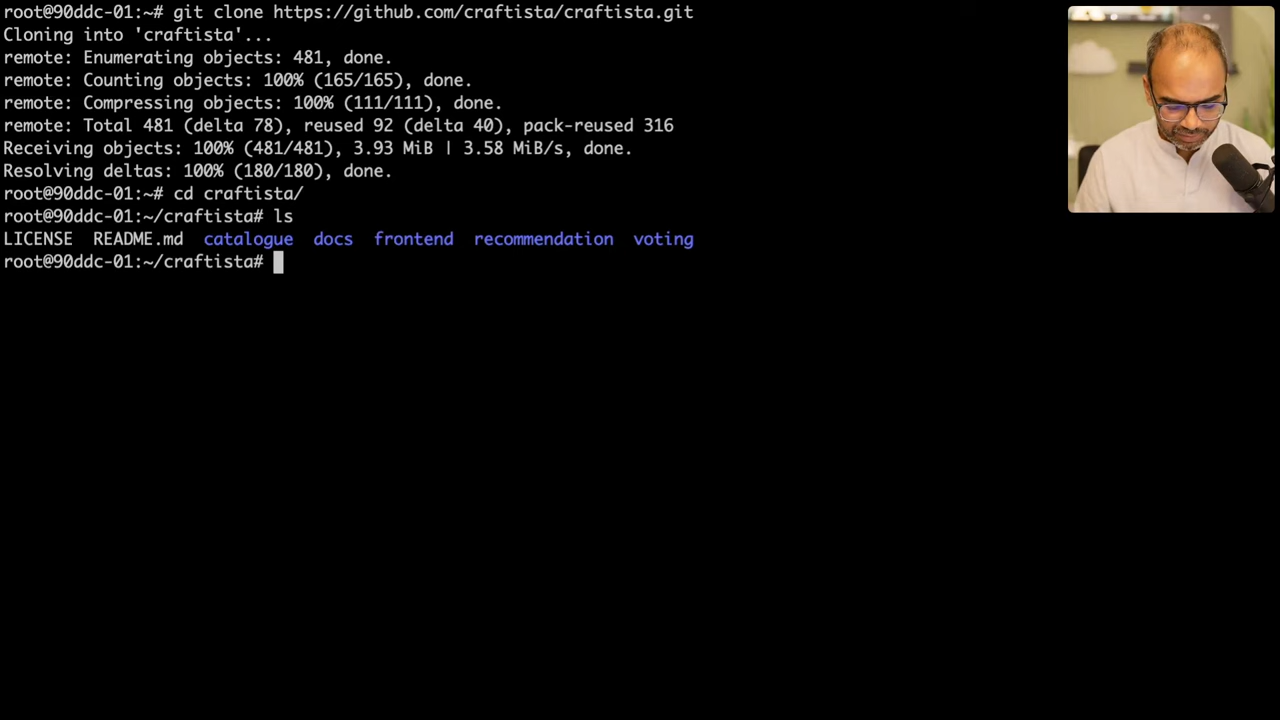 root@90ddc-01:~# git clone https://github.com/craftista/craftista.git
Cloning into 'craftista'...
remote: Enumerating objects: 481, done.
remote: Counting objects: 100% (165/165), done.
remote: Compressing objects: 100% (111/111), done.
remote: Total 481 (delta 78), reused 92 (delta 40), pack-reused 316
Receiving objects: 100% (481/481), 3.93 MiB | 3.58 MiB/s, done.
Resolving deltas: 100% (180/180), done.
root@90ddc-01:~# cd craftista/
root@90ddc-01:~/craftista# ls
LICENSE  README.md  catalogue  docs  frontend  recommendation  voting
root@90ddc-01:~/craftista#